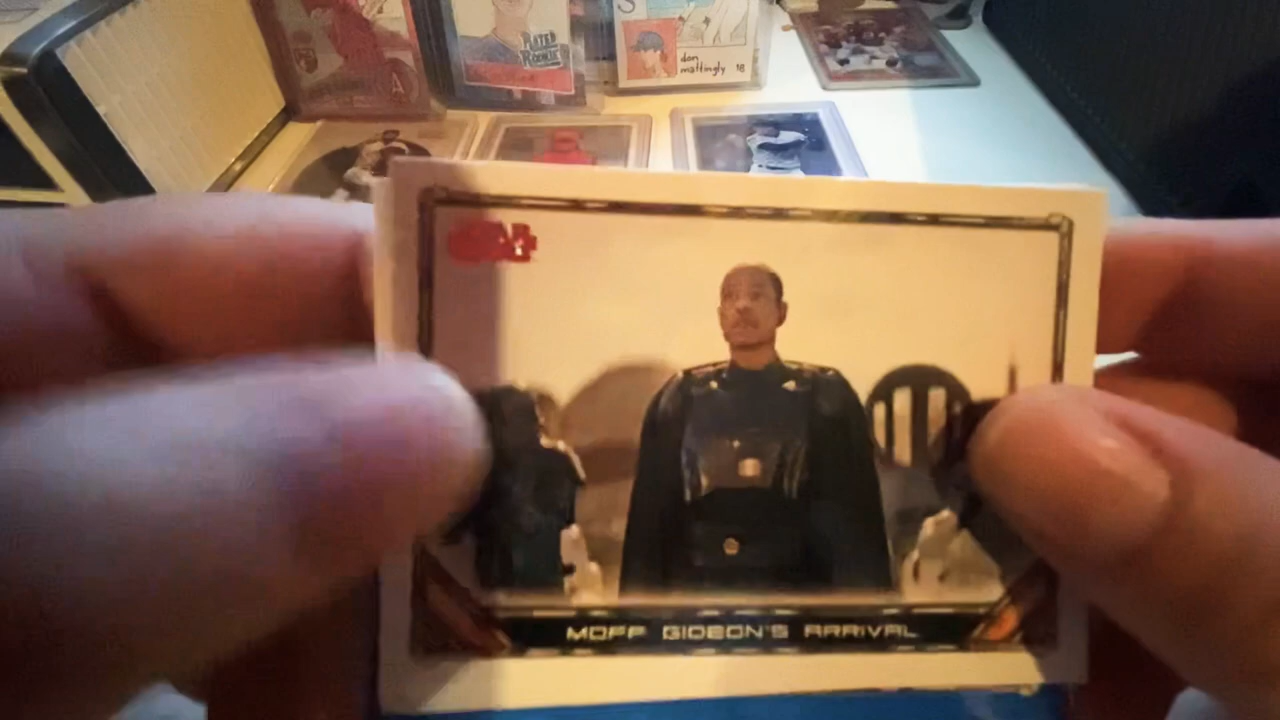 RATED
ROOKIE
S
don
mattingly 18
A
MOFF GIDEON'S ARRIVAL